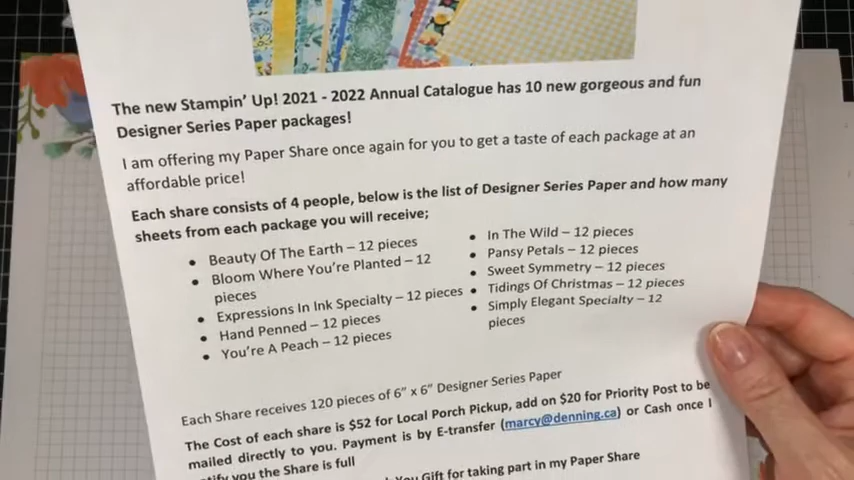 The new Stampin' Up! 2021 - 2022 Annual Catalogue has 10 new gorgeous and fun
Designer Series Paper packages!
I am offering my Paper Share once again for you to get a taste of each package at an
affordable price!
Each share consists of 4 people, below is the list of Designer Series Paper and how many
sheets from each package you will receive;
• Beauty Of The Earth – 12 pieces
• Bloom Where You're Planted – 12
pieces
• Expressions In Ink Specialty – 12 pieces
• Hand Penned – 12 pieces
• You're A Peach – 12 pieces
• In The Wild – 12 pieces
• Pansy Petals – 12 pieces
• Sweet Symmetry – 12 pieces
• Tidings Of Christmas – 12 pieces
• Simply Elegant Specialty – 12
pieces
Each Share receives 120 pieces of 6" x 6" Designer Series Paper
The Cost of each share is $52 for Local Porch Pickup, add on $20 for Priority Post to be
mailed directly to you. Payment is by E-transfer (marcy@denning.ca) or Cash once I
you the Share is full
Gift for taking part in my Paper Share